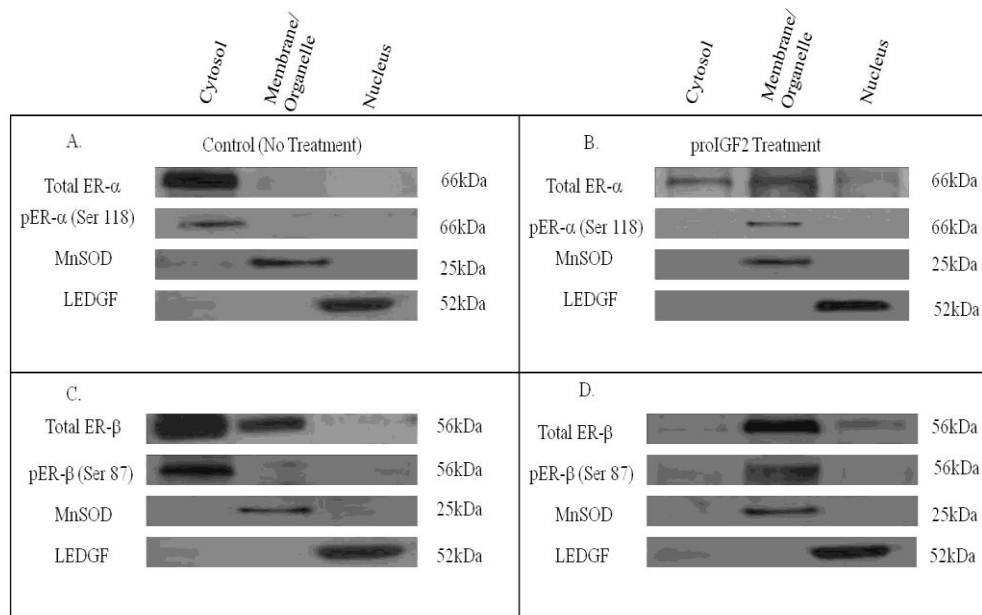 Cytosol
Membrane/
Organelle
Nucleus
Cytosol
Membrane/
Organelle
Nucleus
A.
Control (No Treatment)
Total ER-α
66kDa
pER-α (Ser 118)
66kDa
MnSOD
25kDa
LEDGF
52kDa
B.
proIGF2 Treatment
Total ER-α
66kDa
pER-α (Ser 118)
66kDa
MnSOD
25kDa
LEDGF
52kDa
C.
Total ER-β
56kDa
pER-β (Ser 87)
56kDa
MnSOD
25kDa
LEDGF
52kDa
D.
Total ER-β
56kDa
pER-β (Ser 87)
56kDa
MnSOD
25kDa
LEDGF
52kDa